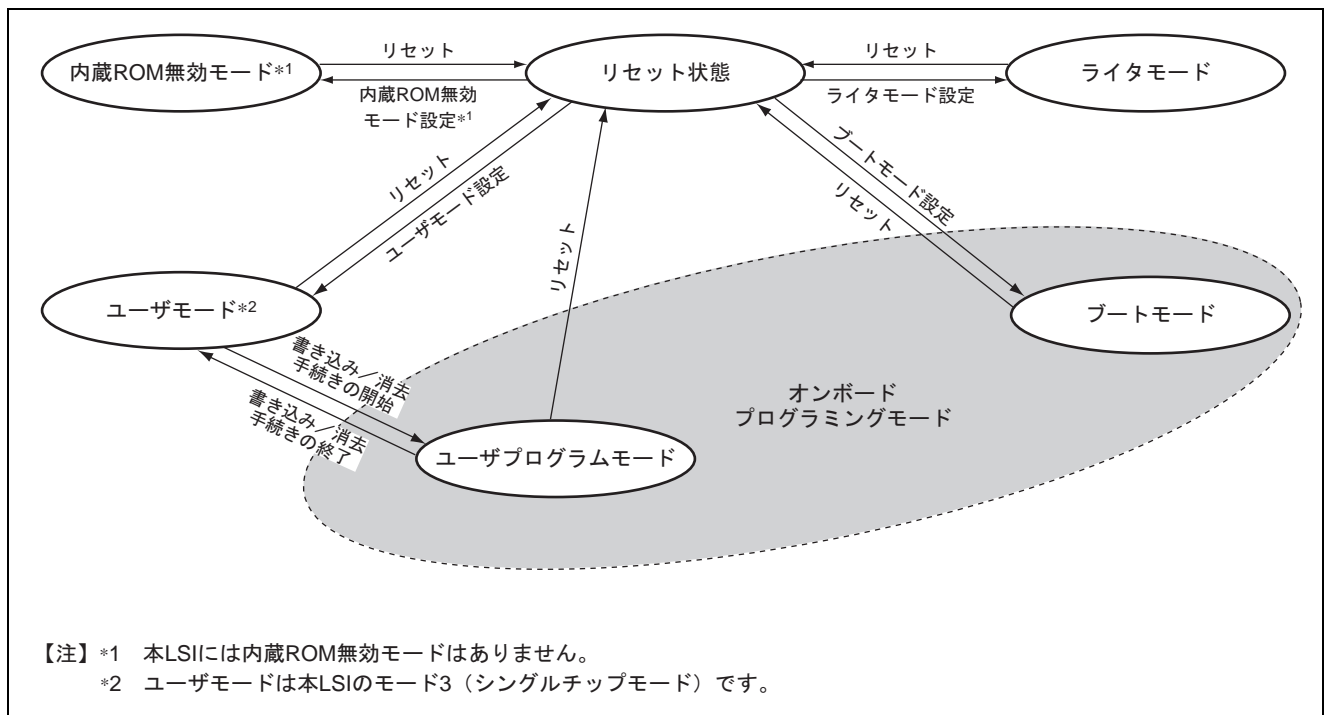 内蔵ROM無効モード*1
リセット
リセット状態
リセット
ライタモード
内蔵ROM無効
モード設定*1
ライタモード設定
リセット
ユーザモード設定
リセット
ブートモード設定
リセット
ユーザモード*2
ブートモード
書き込み／消去
手続きの開始
書き込み／消去
手続きの終了
オンボード
プログラミングモード
ユーザプログラムモード
【注】*1 本LSIには内蔵ROM無効モードはありません。
*2 ユーザモードは本LSIのモード3（シングルチップモード）です。